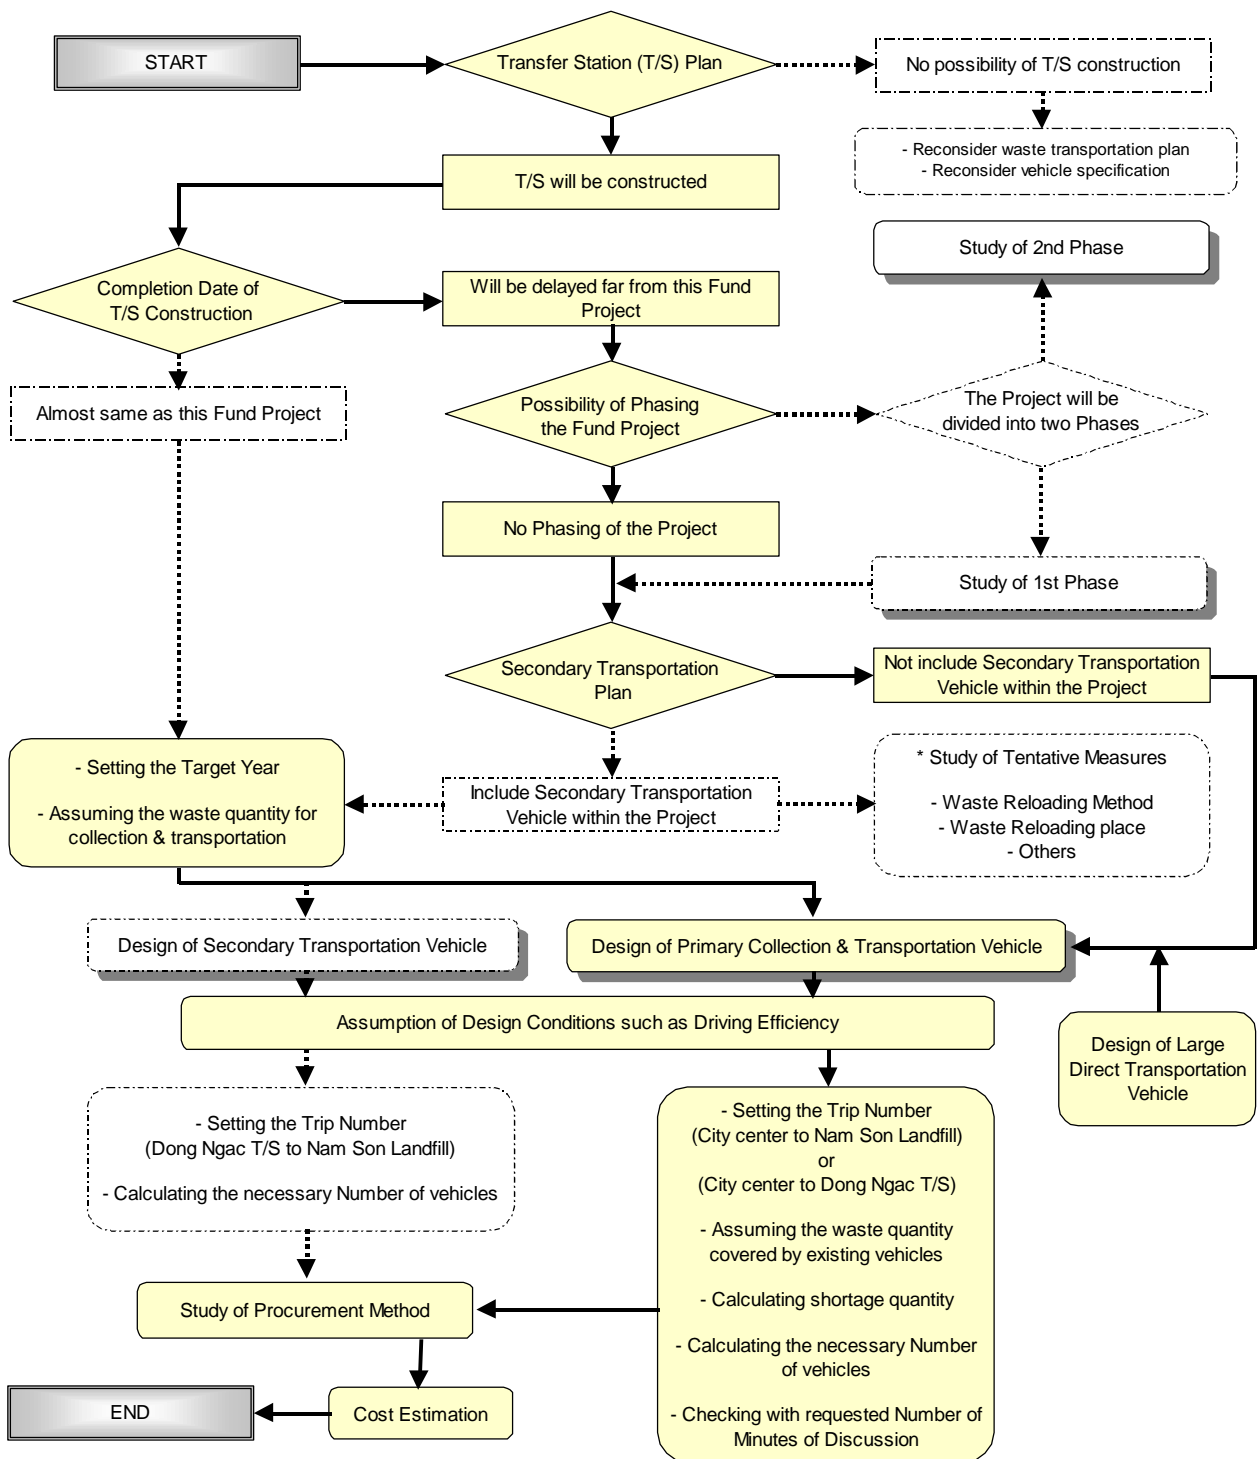 START
Transfer Station (T/S) Plan
No possibility of T/S construction
- Reconsider waste transportation plan
- Reconsider vehicle specification
T/S will be constructed
Study of 2nd Phase
Completion Date of
T/S Construction
Will be delayed far from this Fund
Project
Almost same as this Fund Project
Possibility of Phasing
the Fund Project
The Project will be
divided into two Phases
No Phasing of the Project
Study of 1st Phase
Secondary Transportation
Plan
Not include Secondary Transportation
Vehicle within the Project
- Setting the Target Year
- Assuming the waste quantity for
collection & transportation
Include Secondary Transportation
Vehicle within the Project
* Study of Tentative Measures
- Waste Reloading Method
- Waste Reloading place
- Others
Design of Secondary Transportation Vehicle
Design of Primary Collection & Transportation Vehicle
Assumption of Design Conditions such as Driving Efficiency
Design of Large
Direct Transportation
Vehicle
- Setting the Trip Number
(Dong Ngac T/S to Nam Son Landfill)
- Calculating the necessary Number of vehicles
- Setting the Trip Number
(City center to Nam Son Landfill)
or
(City center to Dong Ngac T/S)
- Assuming the waste quantity
covered by existing vehicles
- Calculating shortage quantity
- Calculating the necessary Number
of vehicles
- Checking with requested Number of
Minutes of Discussion
Study of Procurement Method
Cost Estimation
END